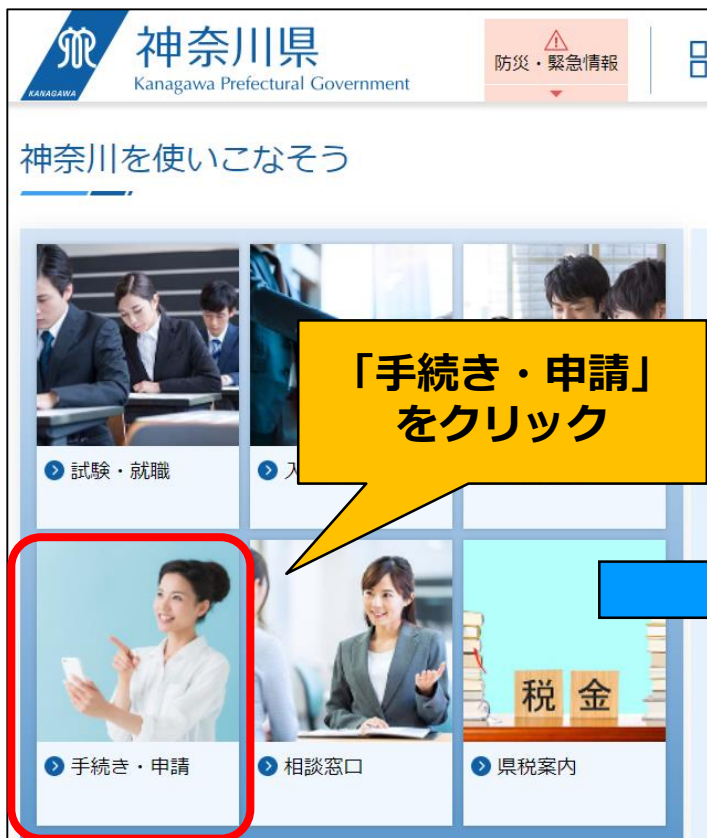 神奈川県
Kanagawa Prefectural Government
KANAGAWA
防災・緊急情報
神奈川を使いこなそう
「手続き・申請」
をクリック
試験・就職
入
税 金
手続き・申請
相談窓口
県税案内